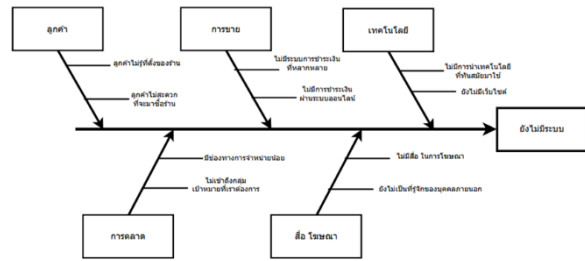 ลูกค้า
การขาย
เทคโนโลยี
ลูกค้าไม่รู้ที่ตั้งของร้าน
ไม่มีระบบการชำระเงิน
ที่หลากหลาย
ไม่มีการนำเทคโนโลยี
ที่ทันสมัยมาใช้
ลูกค้าไม่สะดวก
ที่จะมาซื้อร้าน
ไม่มีการชำระเงิน
ผ่านระบบออนไลน์
ยังไม่มีเว็บไซต์
ยังไม่มีระบบ
มีช่องทางการจำหน่ายน้อย
ไม่มีสื่อ ในการโฆษณา
ไม่เข้าถึงกลุ่ม
เป้าหมายที่เราต้องการ
ยังไม่เป็นที่รู้จักของบุคคลภายนอก
การตลาด
สื่อ โฆษณา